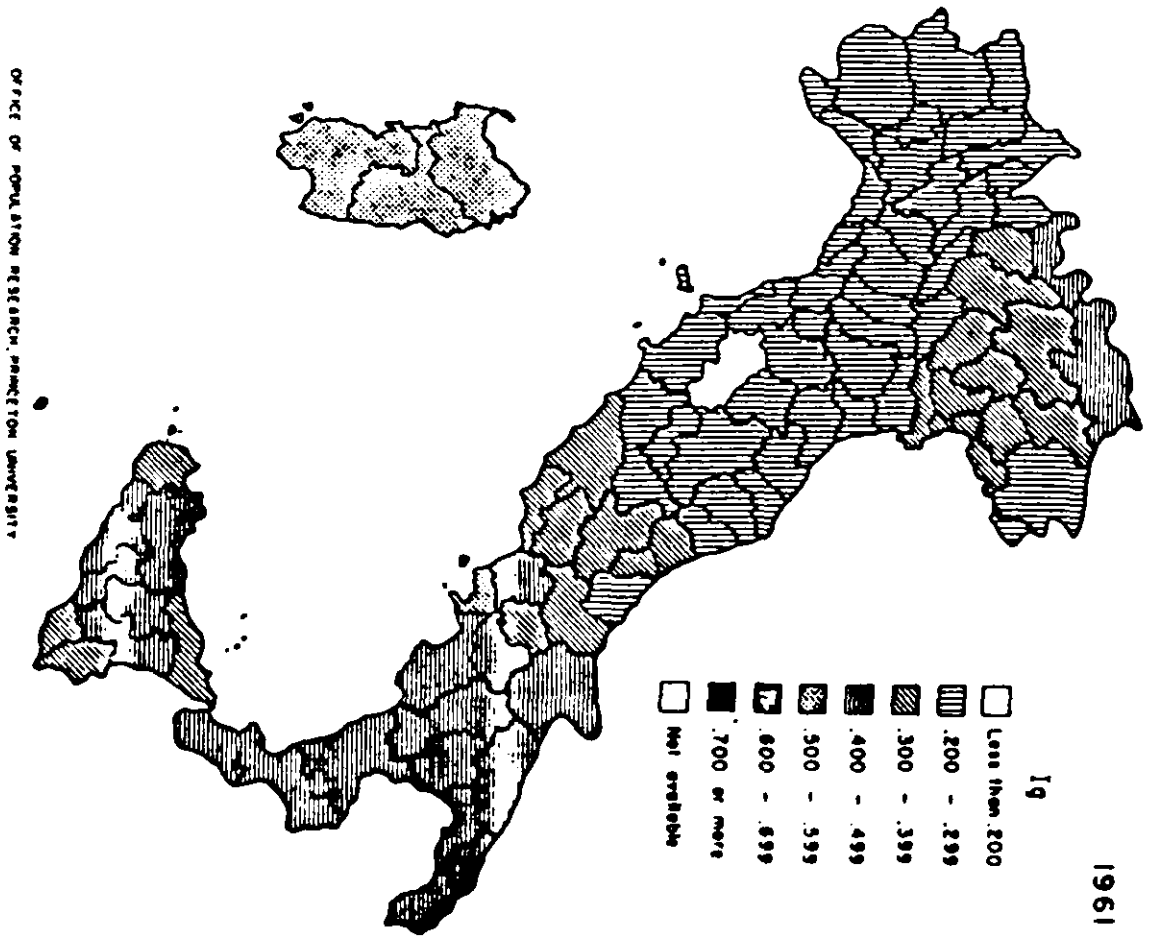 1961
Ig
Less than .200
.200 - .299
.300 - .399
.400 - .499
.500 - .599
.600 - .699
.700 or more
Not available
OFFICE OF POPULATION RESEARCH, PRINCETON UNIVERSITY